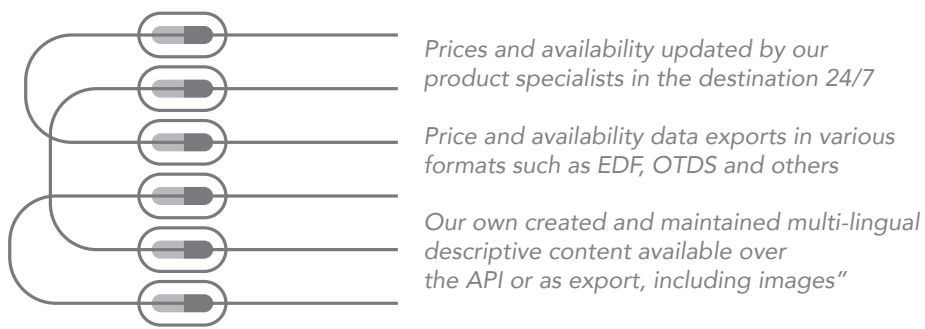 Prices and availability updated by our
product specialists in the destination 24/7
Price and availability data exports in various
formats such as EDF, OTDS and others
Our own created and maintained multi-lingual
descriptive content available over
the API or as export, including images”